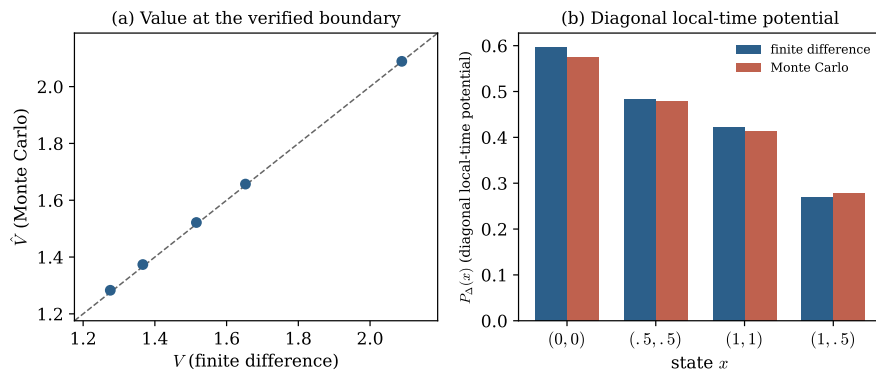 (a) Value at the verified boundary
V̂ (Monte Carlo)
2.0
1.8
1.6
1.4
1.2
1.2 1.4 1.6 1.8 2.0
V (finite difference)
(b) Diagonal local-time potential
P_Δ(x) (diagonal local-time potential)
0.6
0.5
0.4
0.3
0.2
0.1
0.0
finite difference
Monte Carlo
(0, 0) (.5, .5) (1, 1) (1, .5)
state x